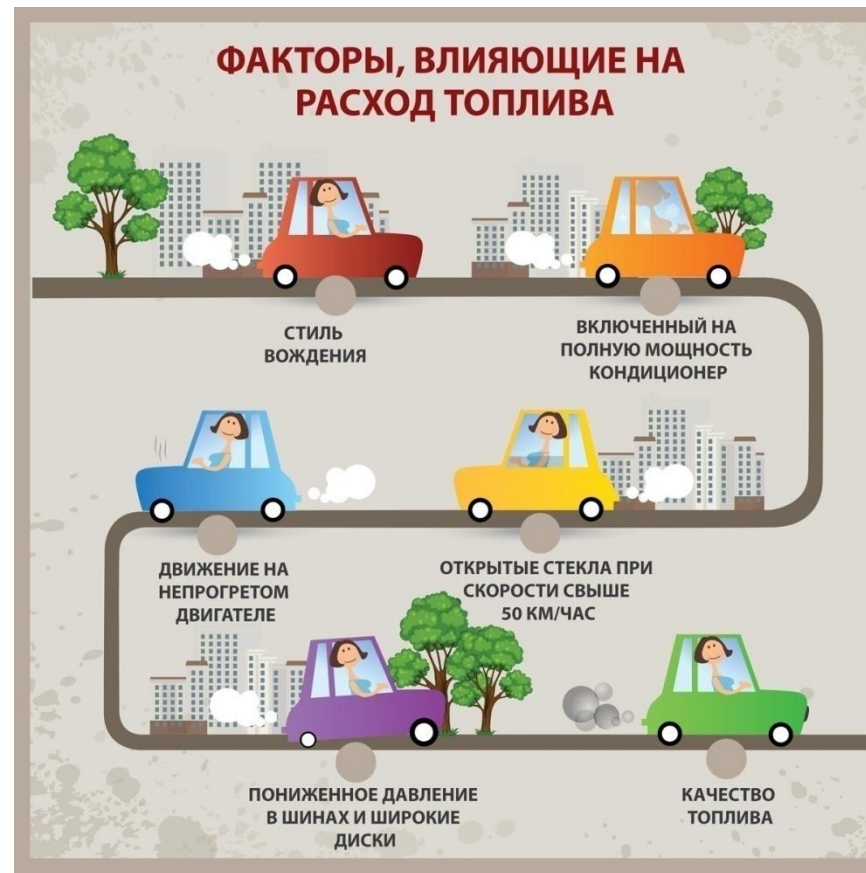 ФАКТОРЫ, ВЛИЯЮЩИЕ НА
РАСХОД ТОПЛИВА
СТИЛЬ
ВОЖДЕНИЯ
ВКЛЮЧЕННЫЙ НА
ПОЛНУЮ МОЩНОСТЬ
КОНДИЦИОНЕР
ДВИЖЕНИЕ НА
НЕПРОГРЕТОМ
ДВИГАТЕЛЕ
ОТКРЫТЫЕ СТЕКЛА ПРИ
СКОРОСТИ СВЫШЕ
50 КМ/ЧАС
ПОНИЖЕННОЕ ДАВЛЕНИЕ
В ШИНАХ И ШИРОКИЕ
ДИСКИ
КАЧЕСТВО
ТОПЛИВА